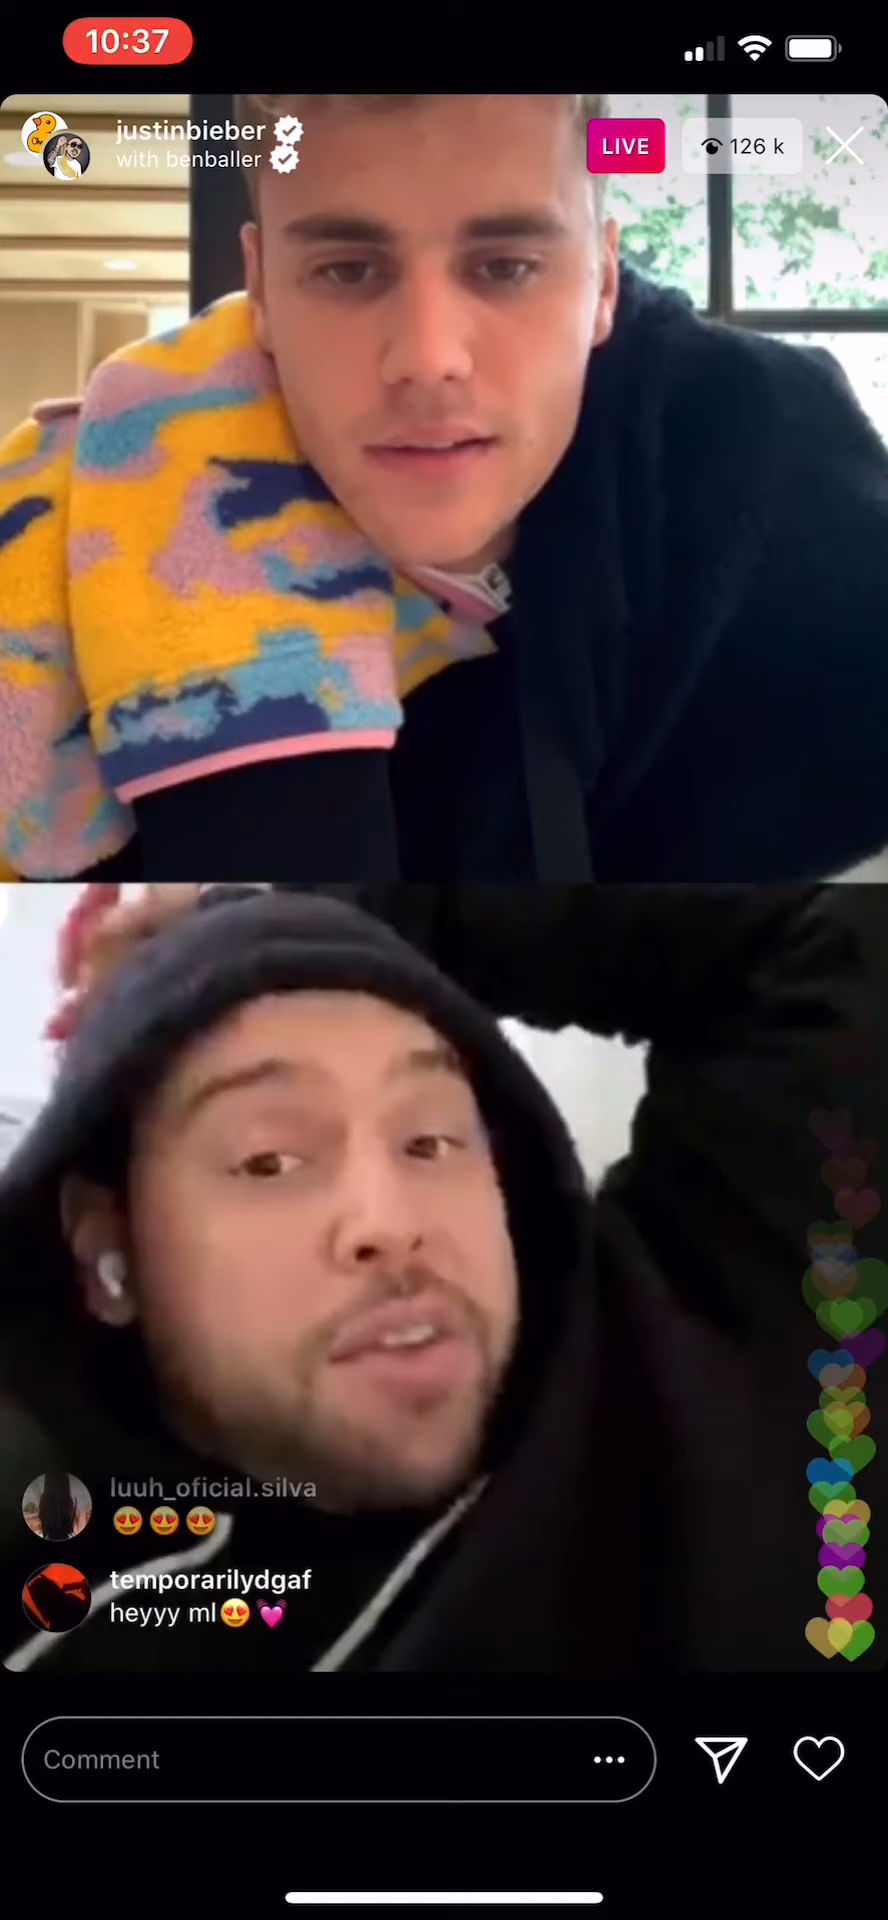 10:37
justinbieber
with benballer
LIVE
126 k
luuh_oficial.silva
😍😍😍
temporarilydgaf
heyyy ml😍💓
Comment